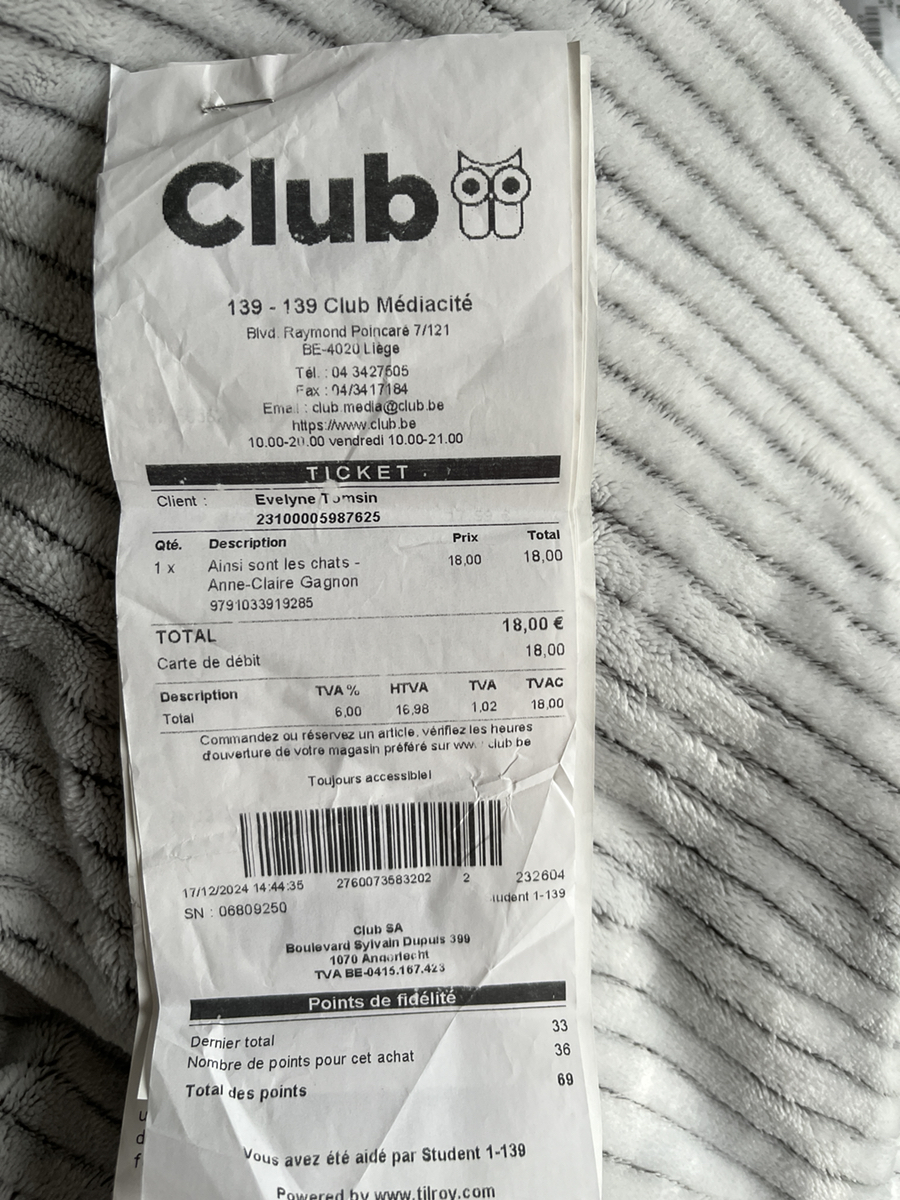 Club
139 - 139 Club Médiacité
Blvd. Raymond Poincaré 7/121
BE-4020 Liège
Tél. : 04 3427605
Fax : 04/3417184
Email : club.media@club.be
https://www.club.be
10.00-20.00 vendredi 10.00-21.00
TICKET
Client : Evelyne Tomsin
23100005987625
Qté. Description Prix Total
1 x Ainsi sont les chats - 18,00 18,00
Anne-Claire Gagnon
9791033919285
TOTAL 18,00 €
Carte de débit 18,00
Description TVA % HTVA TVA TVAC
Total 6,00 16,98 1,02 18,00
Commandez ou réservez un article, vérifiez les heures
d'ouverture de votre magasin préféré sur www.club.be
Toujours accessible!
17/12/2024 14:44:35 2760073583202 2 232604
SN : 06809250 Student 1-139
Club SA
Boulevard Sylvain Dupuis 399
1070 Anderlecht
TVA BE-0415.167.423
Points de fidélité
Dernier total 33
Nombre de points pour cet achat 36
Total des points 69
Vous avez été aidé par Student 1-139
Powered by www.tilroy.com
u
d
f